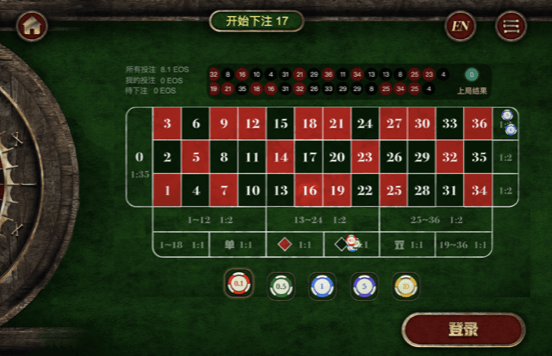 开始下注 17
EN
所有投注 8.1 EOS
我的投注 0 EOS
待下注 0 EOS
32 8 16 10 4 31 21 29 36 11 34 13 13 8 25 23 4
19 21 35 18 16 31 8 25 34 25 4
0
上局结果
3 6 9 12 15 18 21 24 27 30 33 36
0 2 5 8 11 14 17 20 23 26 29 32 35 1:2
1:35
1 4 7 10 13 16 19 22 25 28 31 34 1:2
1~12 1:2 13~24 1:2 25~36 1:2
1~18 1:1 单 1:1 1:1 双 1:1 19~36 1:1
0.1 0.5 1 5
登录